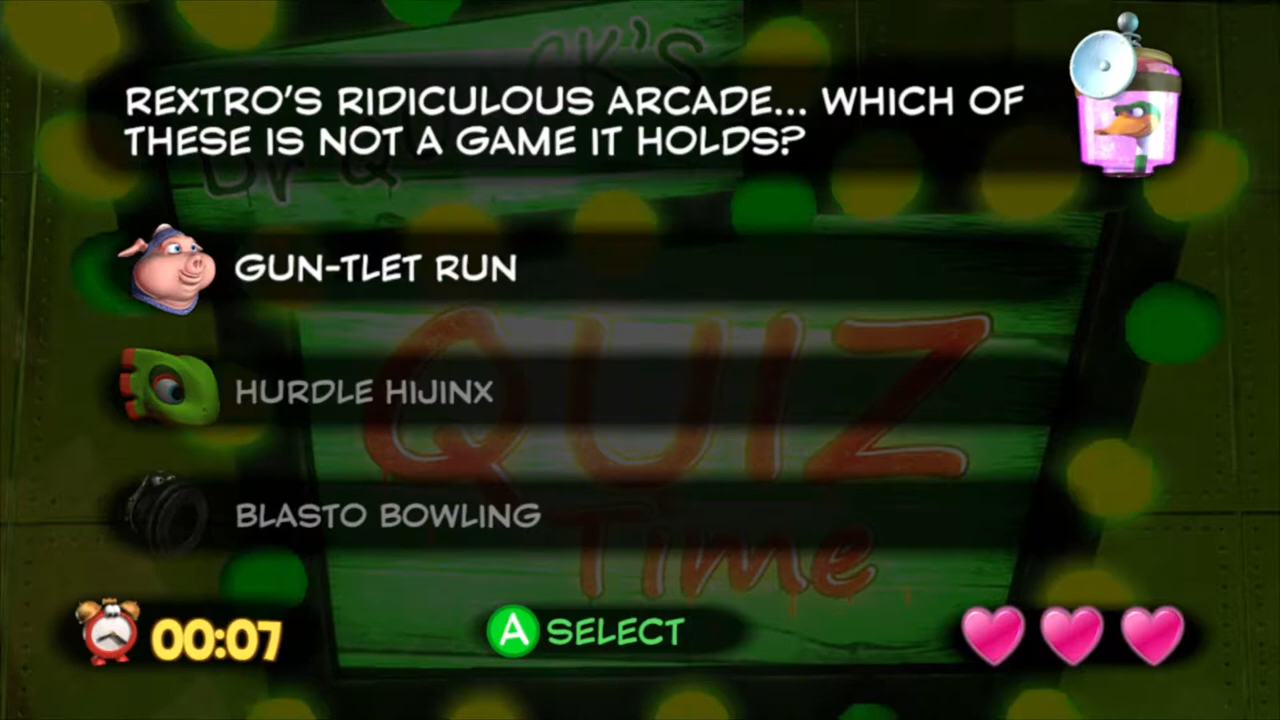 REXTRO'S RIDICULOUS ARCADE... WHICH OF
THESE IS NOT A GAME IT HOLDS?
GUN-TLET RUN
HURDLE HIJINX
BLASTO BOWLING
QUIZ
Time
00:07
A SELECT